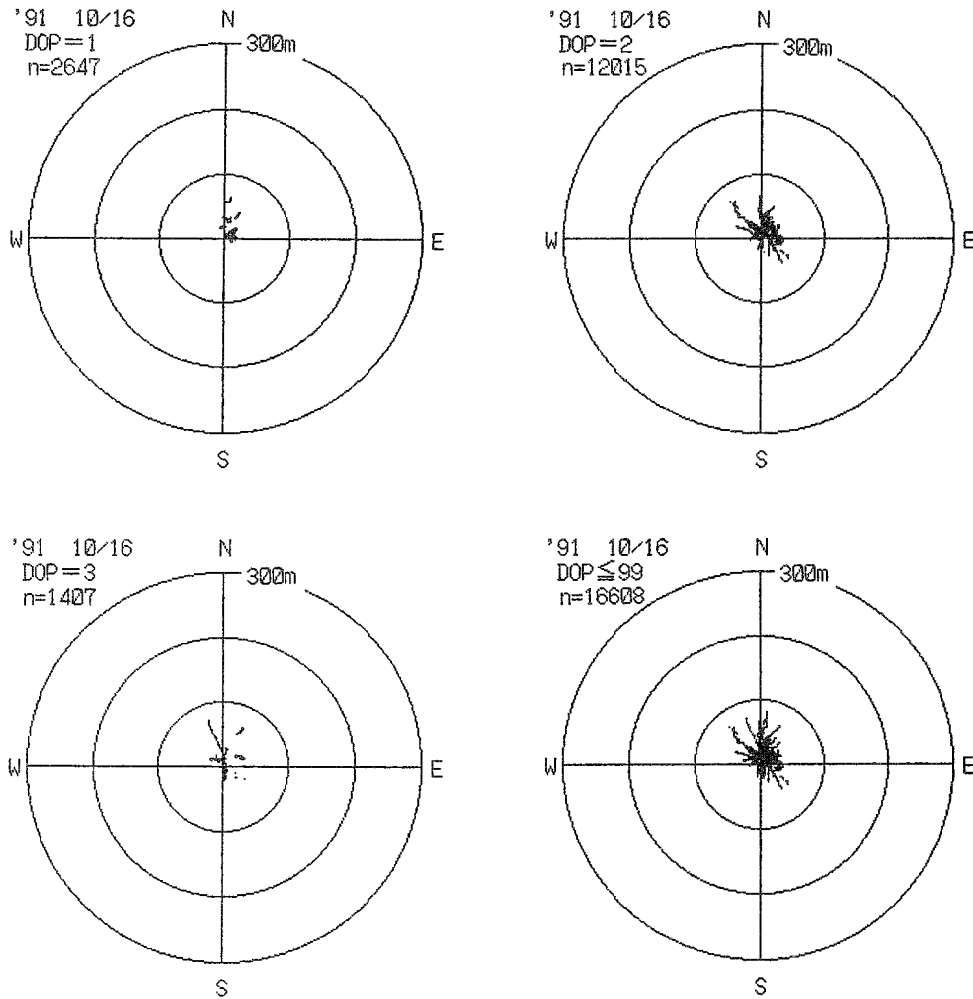 '91 10/16
DOP=1
n=2647
N
300m
W
E
S
'91 10/16
DOP=2
n=12015
N
300m
W
E
S
'91 10/16
DOP=3
n=1407
N
300m
W
E
S
'91 10/16
DOP≦99
n=16608
N
300m
W
E
S